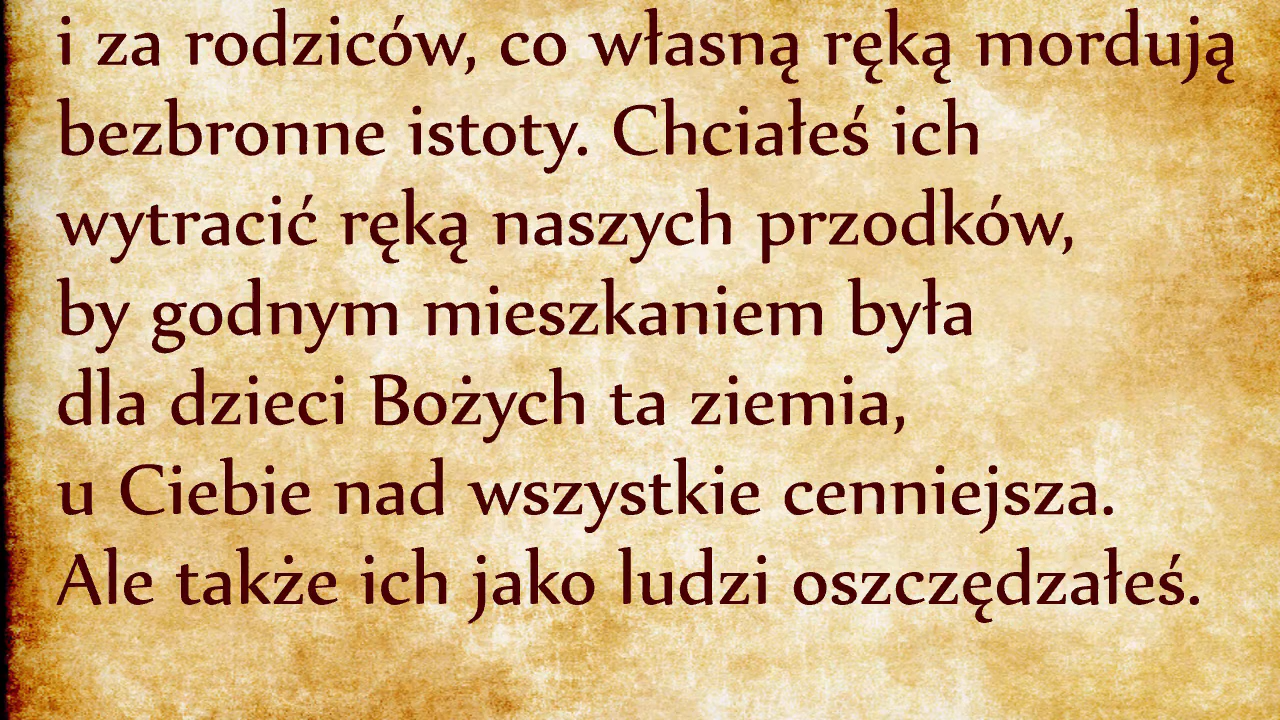 i za rodziców, co własną ręką mordują
bezbronne istoty. Chciałeś ich
wytracić ręką naszych przodków,
by godnym mieszkaniem była
dla dzieci Bożych ta ziemia,
u Ciebie nad wszystkie cenniejsza.
Ale także ich jako ludzi oszczędzałeś.